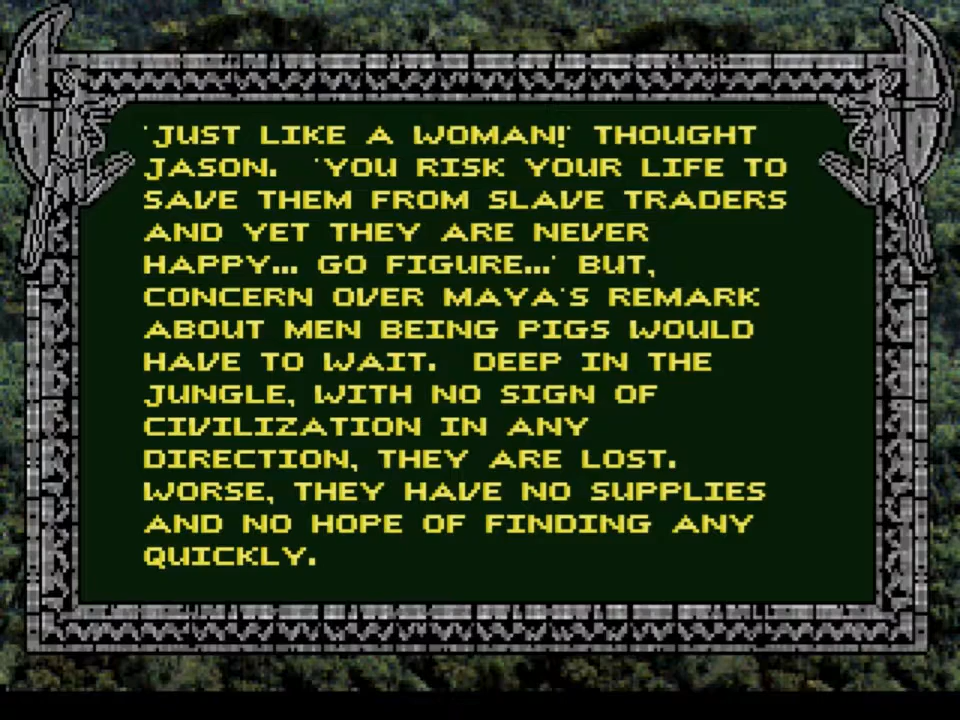 'JUST LIKE A WOMAN!' THOUGHT
JASON. 'YOU RISK YOUR LIFE TO
SAVE THEM FROM SLAVE TRADERS
AND YET THEY ARE NEVER
HAPPY... GO FIGURE...' BUT,
CONCERN OVER MAYA'S REMARK
ABOUT MEN BEING PIGS WOULD
HAVE TO WAIT. DEEP IN THE
JUNGLE, WITH NO SIGN OF
CIVILIZATION IN ANY
DIRECTION, THEY ARE LOST.
WORSE, THEY HAVE NO SUPPLIES
AND NO HOPE OF FINDING ANY
QUICKLY.